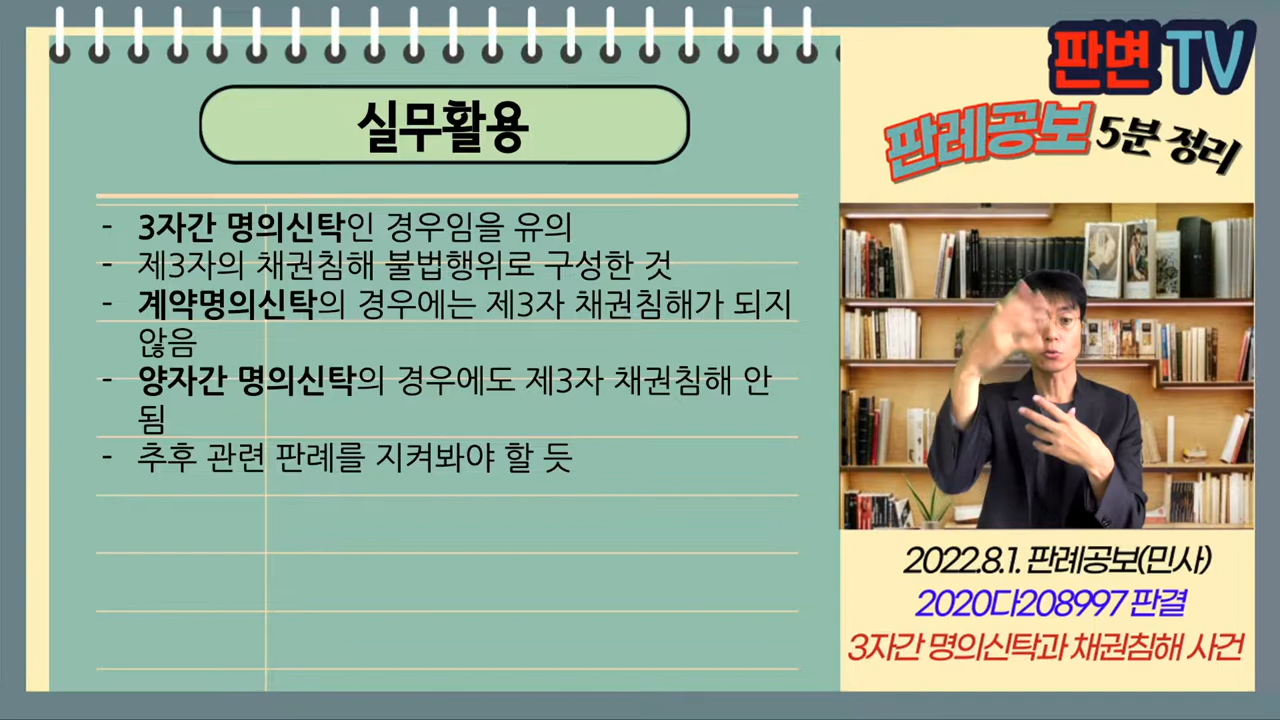 판변 TV
판례공보 5분 정리
실무활용
- 3자간 명의신탁인 경우임을 유의
- 제3자의 채권침해 불법행위로 구성한 것
- 계약명의신탁의 경우에는 제3자 채권침해가 되지
않음
- 양자간 명의신탁의 경우에도 제3자 채권침해 안
됨
- 추후 관련 판례를 지켜봐야 할 듯
2022.8.1. 판례공보(민사)
2020다208997 판결
3자간 명의신탁과 채권침해 사건